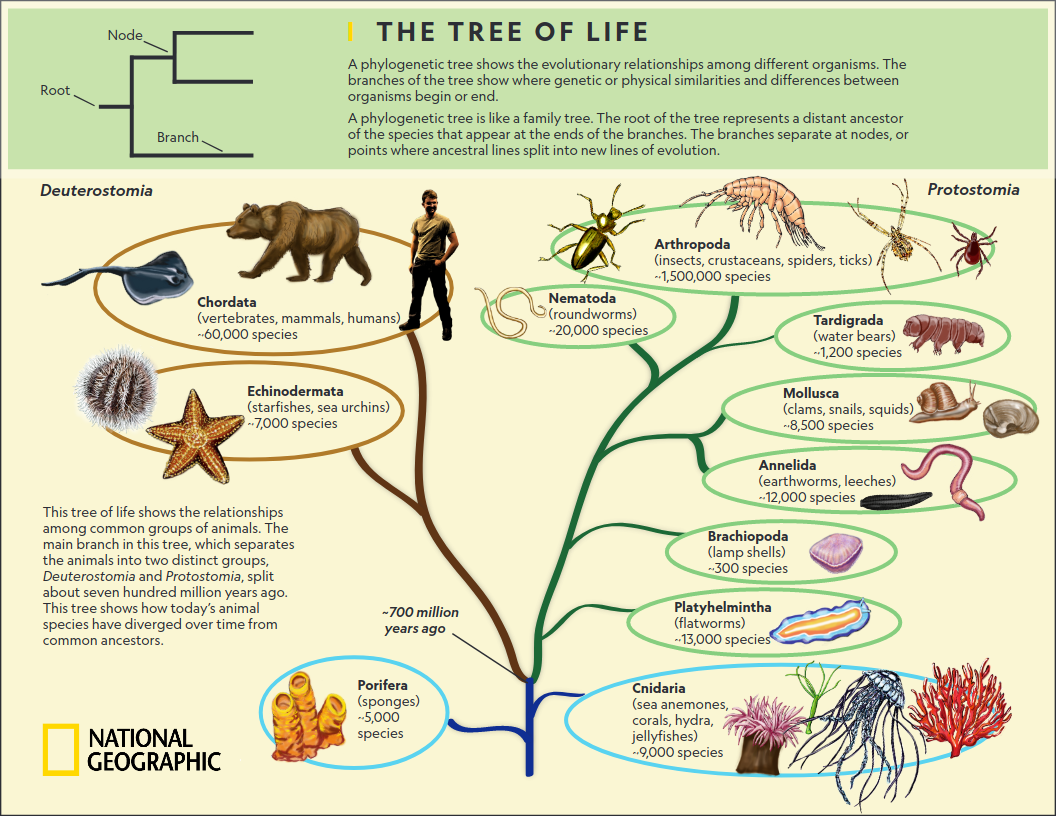 Node
Root
Branch
THE TREE OF LIFE
A phylogenetic tree shows the evolutionary relationships among different organisms. The
branches of the tree show where genetic or physical similarities and differences between
organisms begin or end.
A phylogenetic tree is like a family tree. The root of the tree represents a distant ancestor
of the species that appear at the ends of the branches. The branches separate at nodes, or
points where ancestral lines split into new lines of evolution.
Deuterostomia
Protostomia
Chordata
(vertebrates, mammals, humans)
~60,000 species
Echinodermata
(starfishes, sea urchins)
~7,000 species
Arthropoda
(insects, crustaceans, spiders, ticks)
~1,500,000 species
Nematoda
(roundworms)
~20,000 species
Tardigrada
(water bears)
~1,200 species
Mollusca
(clams, snails, squids)
~8,500 species
Annelida
(earthworms, leeches)
~12,000 species
Brachiopoda
(lamp shells)
~300 species
Platyhelmintha
(flatworms)
~13,000 species
This tree of life shows the relationships
among common groups of animals. The
main branch in this tree, which separates
the animals into two distinct groups,
Deuterostomia and Protostomia, split
about seven hundred million years ago.
This tree shows how today's animal
species have diverged over time from
common ancestors.
~700 million
years ago
Porifera
(sponges)
~5,000
species
Cnidaria
(sea anemones,
corals, hydra,
jellyfishes)
~9,000 species
NATIONAL
GEOGRAPHIC